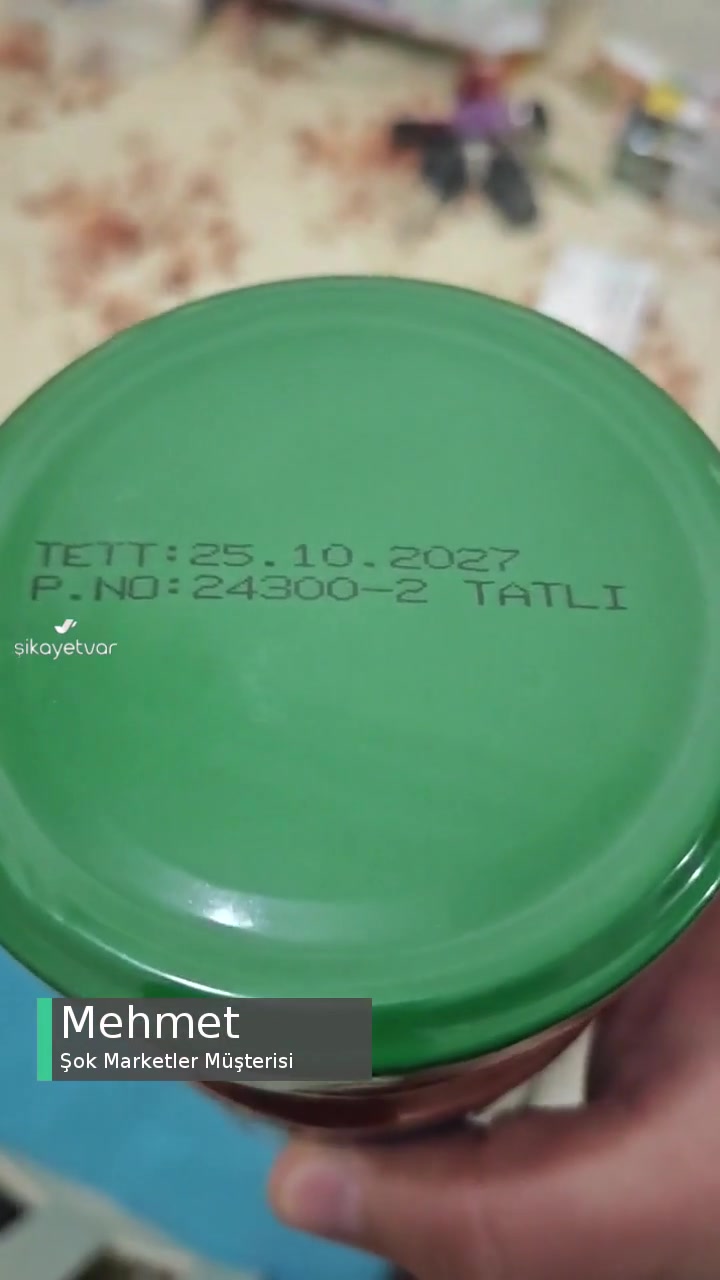 TETT:25.10.2027
P.NO:24300-2 TATLI
şikayetvar
Mehmet
Şok Marketler Müşterisi